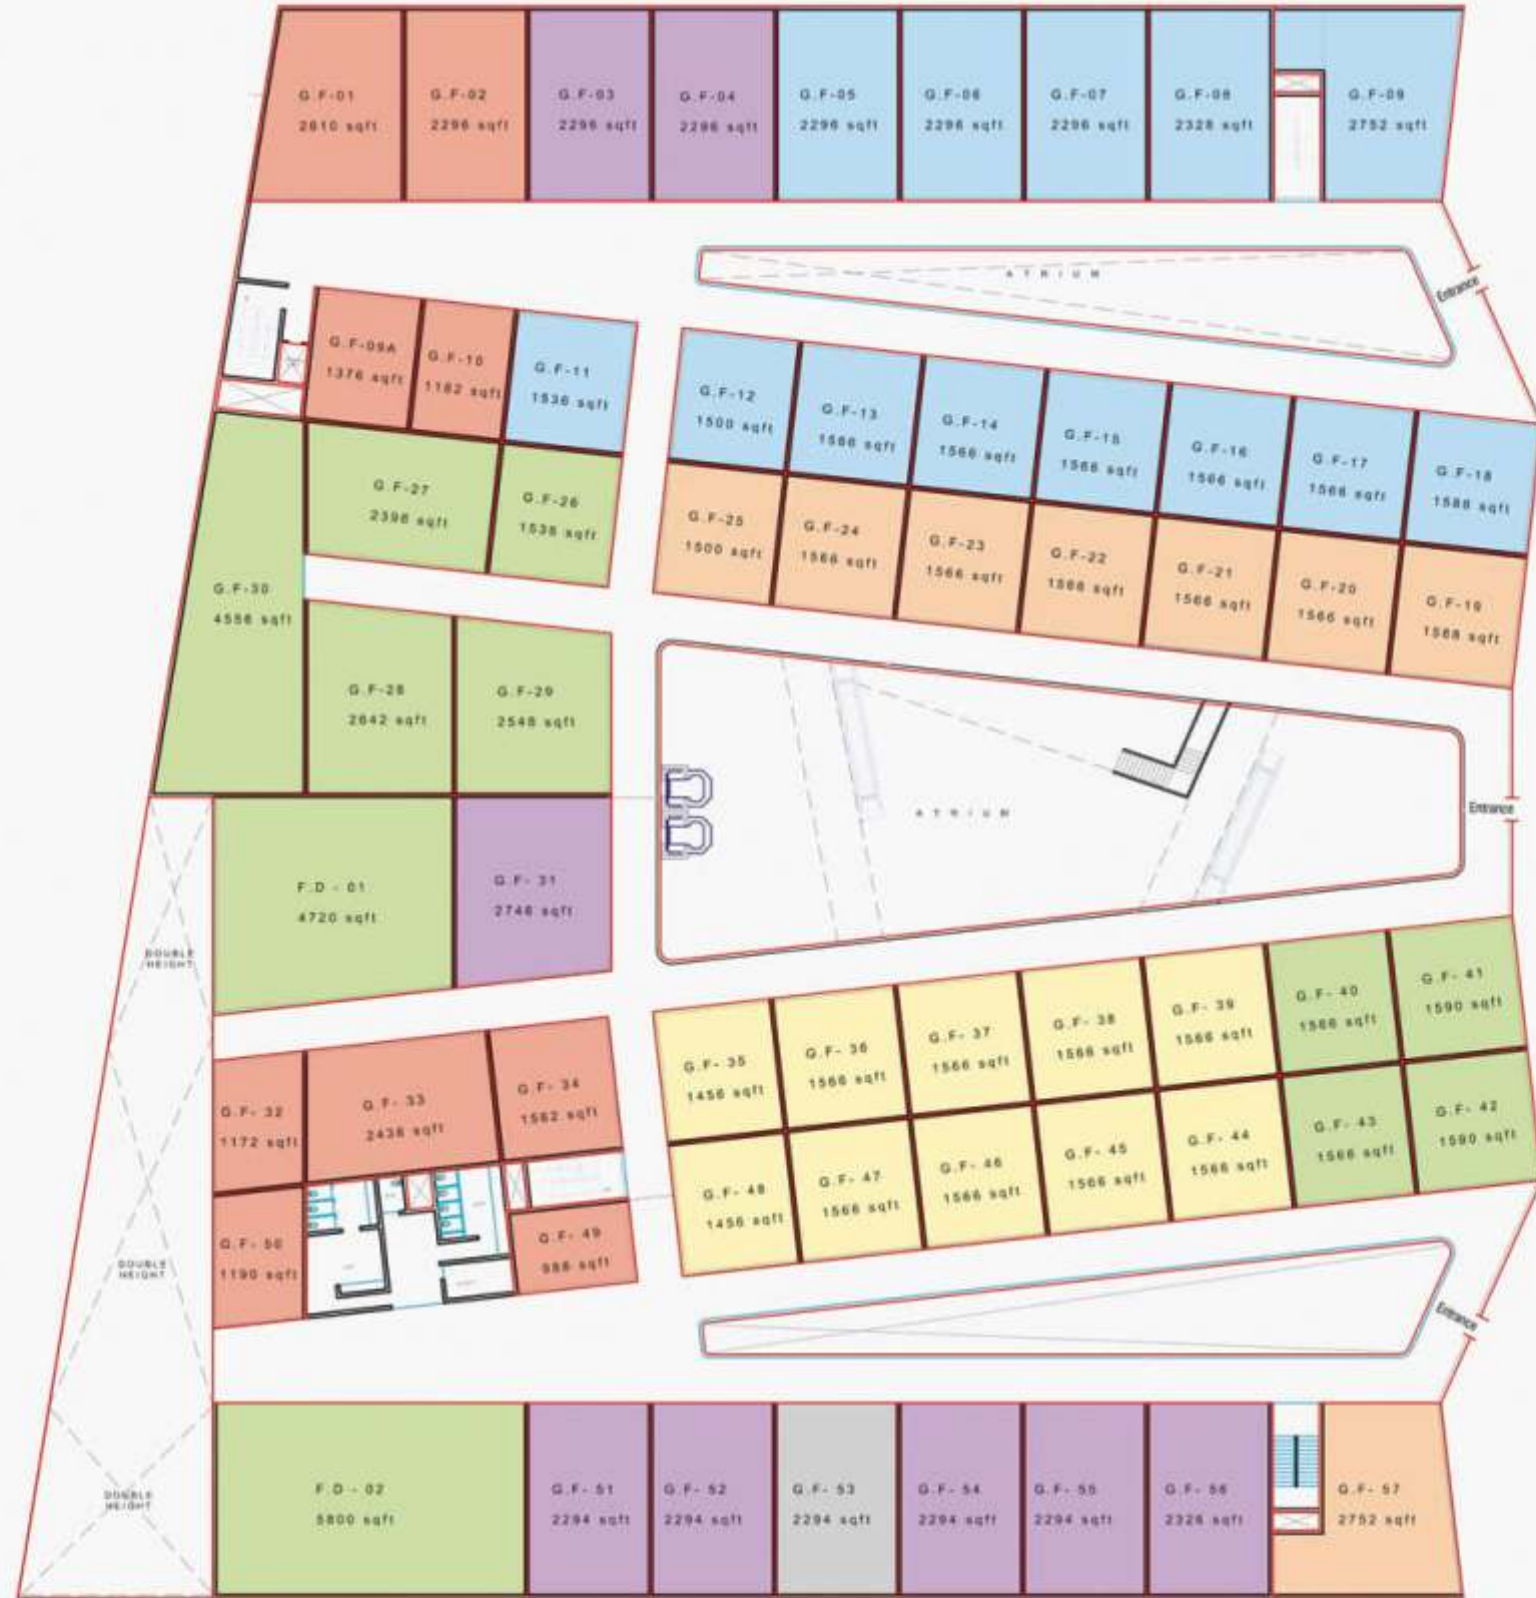 G.F-01
2610 sqft
G.F-02
2296 sqft
G.F-03
2296 sqft
G.F-04
2296 sqft
G.F-05
2296 sqft
G.F-06
2296 sqft
G.F-07
2296 sqft
G.F-08
2328 sqft
G.F-09
2752 sqft
ATRIUM
Entrance
G.F-09A
1376 sqft
G.F-10
1182 sqft
G.F-11
1536 sqft
G.F-12
1500 sqft
G.F-13
1566 sqft
G.F-14
1566 sqft
G.F-15
1566 sqft
G.F-16
1566 sqft
G.F-17
1566 sqft
G.F-18
1588 sqft
G.F-27
2398 sqft
G.F-26
1536 sqft
G.F-25
1500 sqft
G.F-24
1566 sqft
G.F-23
1566 sqft
G.F-22
1566 sqft
G.F-21
1566 sqft
G.F-20
1566 sqft
G.F-19
1588 sqft
G.F-30
4556 sqft
G.F-28
2642 sqft
G.F-29
2548 sqft
ATRIUM
Entrance
F.D - 01
4720 sqft
G.F- 31
2746 sqft
DOUBLE
HEIGHT
G.F- 32
1172 sqft
G.F- 33
2436 sqft
G.F- 34
1562 sqft
G.F- 35
1456 sqft
G.F- 36
1566 sqft
G.F- 37
1566 sqft
G.F- 38
1566 sqft
G.F- 39
1566 sqft
G.F- 40
1566 sqft
G.F- 41
1590 sqft
G.F- 50
1190 sqft
G.F- 49
988 sqft
G.F- 48
1456 sqft
G.F- 47
1566 sqft
G.F- 46
1566 sqft
G.F- 45
1566 sqft
G.F- 44
1566 sqft
G.F- 43
1566 sqft
G.F- 42
1590 sqft
DOUBLE
HEIGHT
Entrance
DOUBLE
HEIGHT
F.D - 02
5800 sqft
G.F- 51
2294 sqft
G.F- 52
2294 sqft
G.F- 53
2294 sqft
G.F- 54
2294 sqft
G.F- 55
2294 sqft
G.F- 56
2326 sqft
G.F- 57
2752 sqft